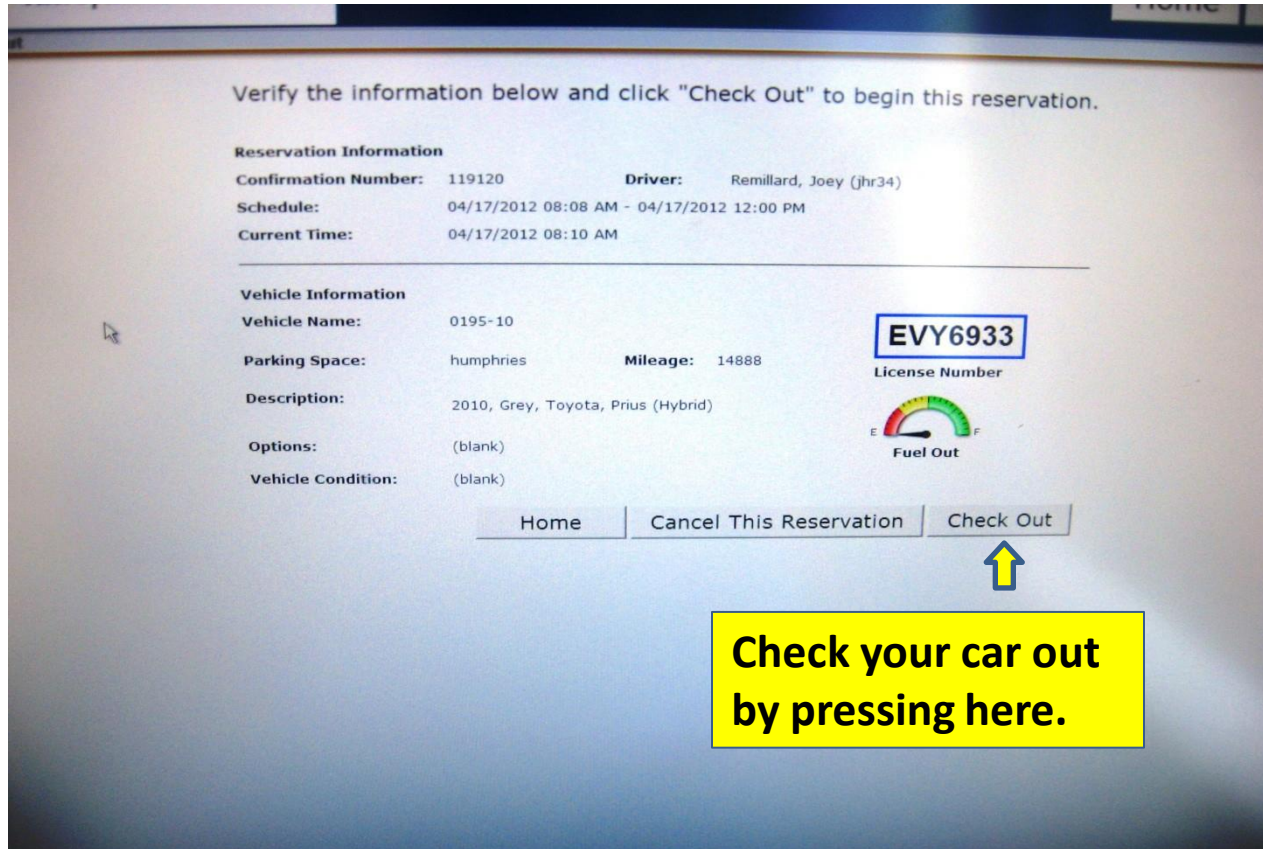 Home
Verify the information below and click "Check Out" to begin this reservation.
Reservation Information
Confirmation Number: 119120 Driver: Remillard, Joey (jhr34)
Schedule: 04/17/2012 08:08 AM - 04/17/2012 12:00 PM
Current Time: 04/17/2012 08:10 AM
Vehicle Information
Vehicle Name: 0195-10
EVY6933
Parking Space: humphries Mileage: 14888
License Number
Description: 2010, Grey, Toyota, Prius (Hybrid)
E F
Options: (blank)
Fuel Out
Vehicle Condition: (blank)
Home Cancel This Reservation Check Out
Check your car out
by pressing here.